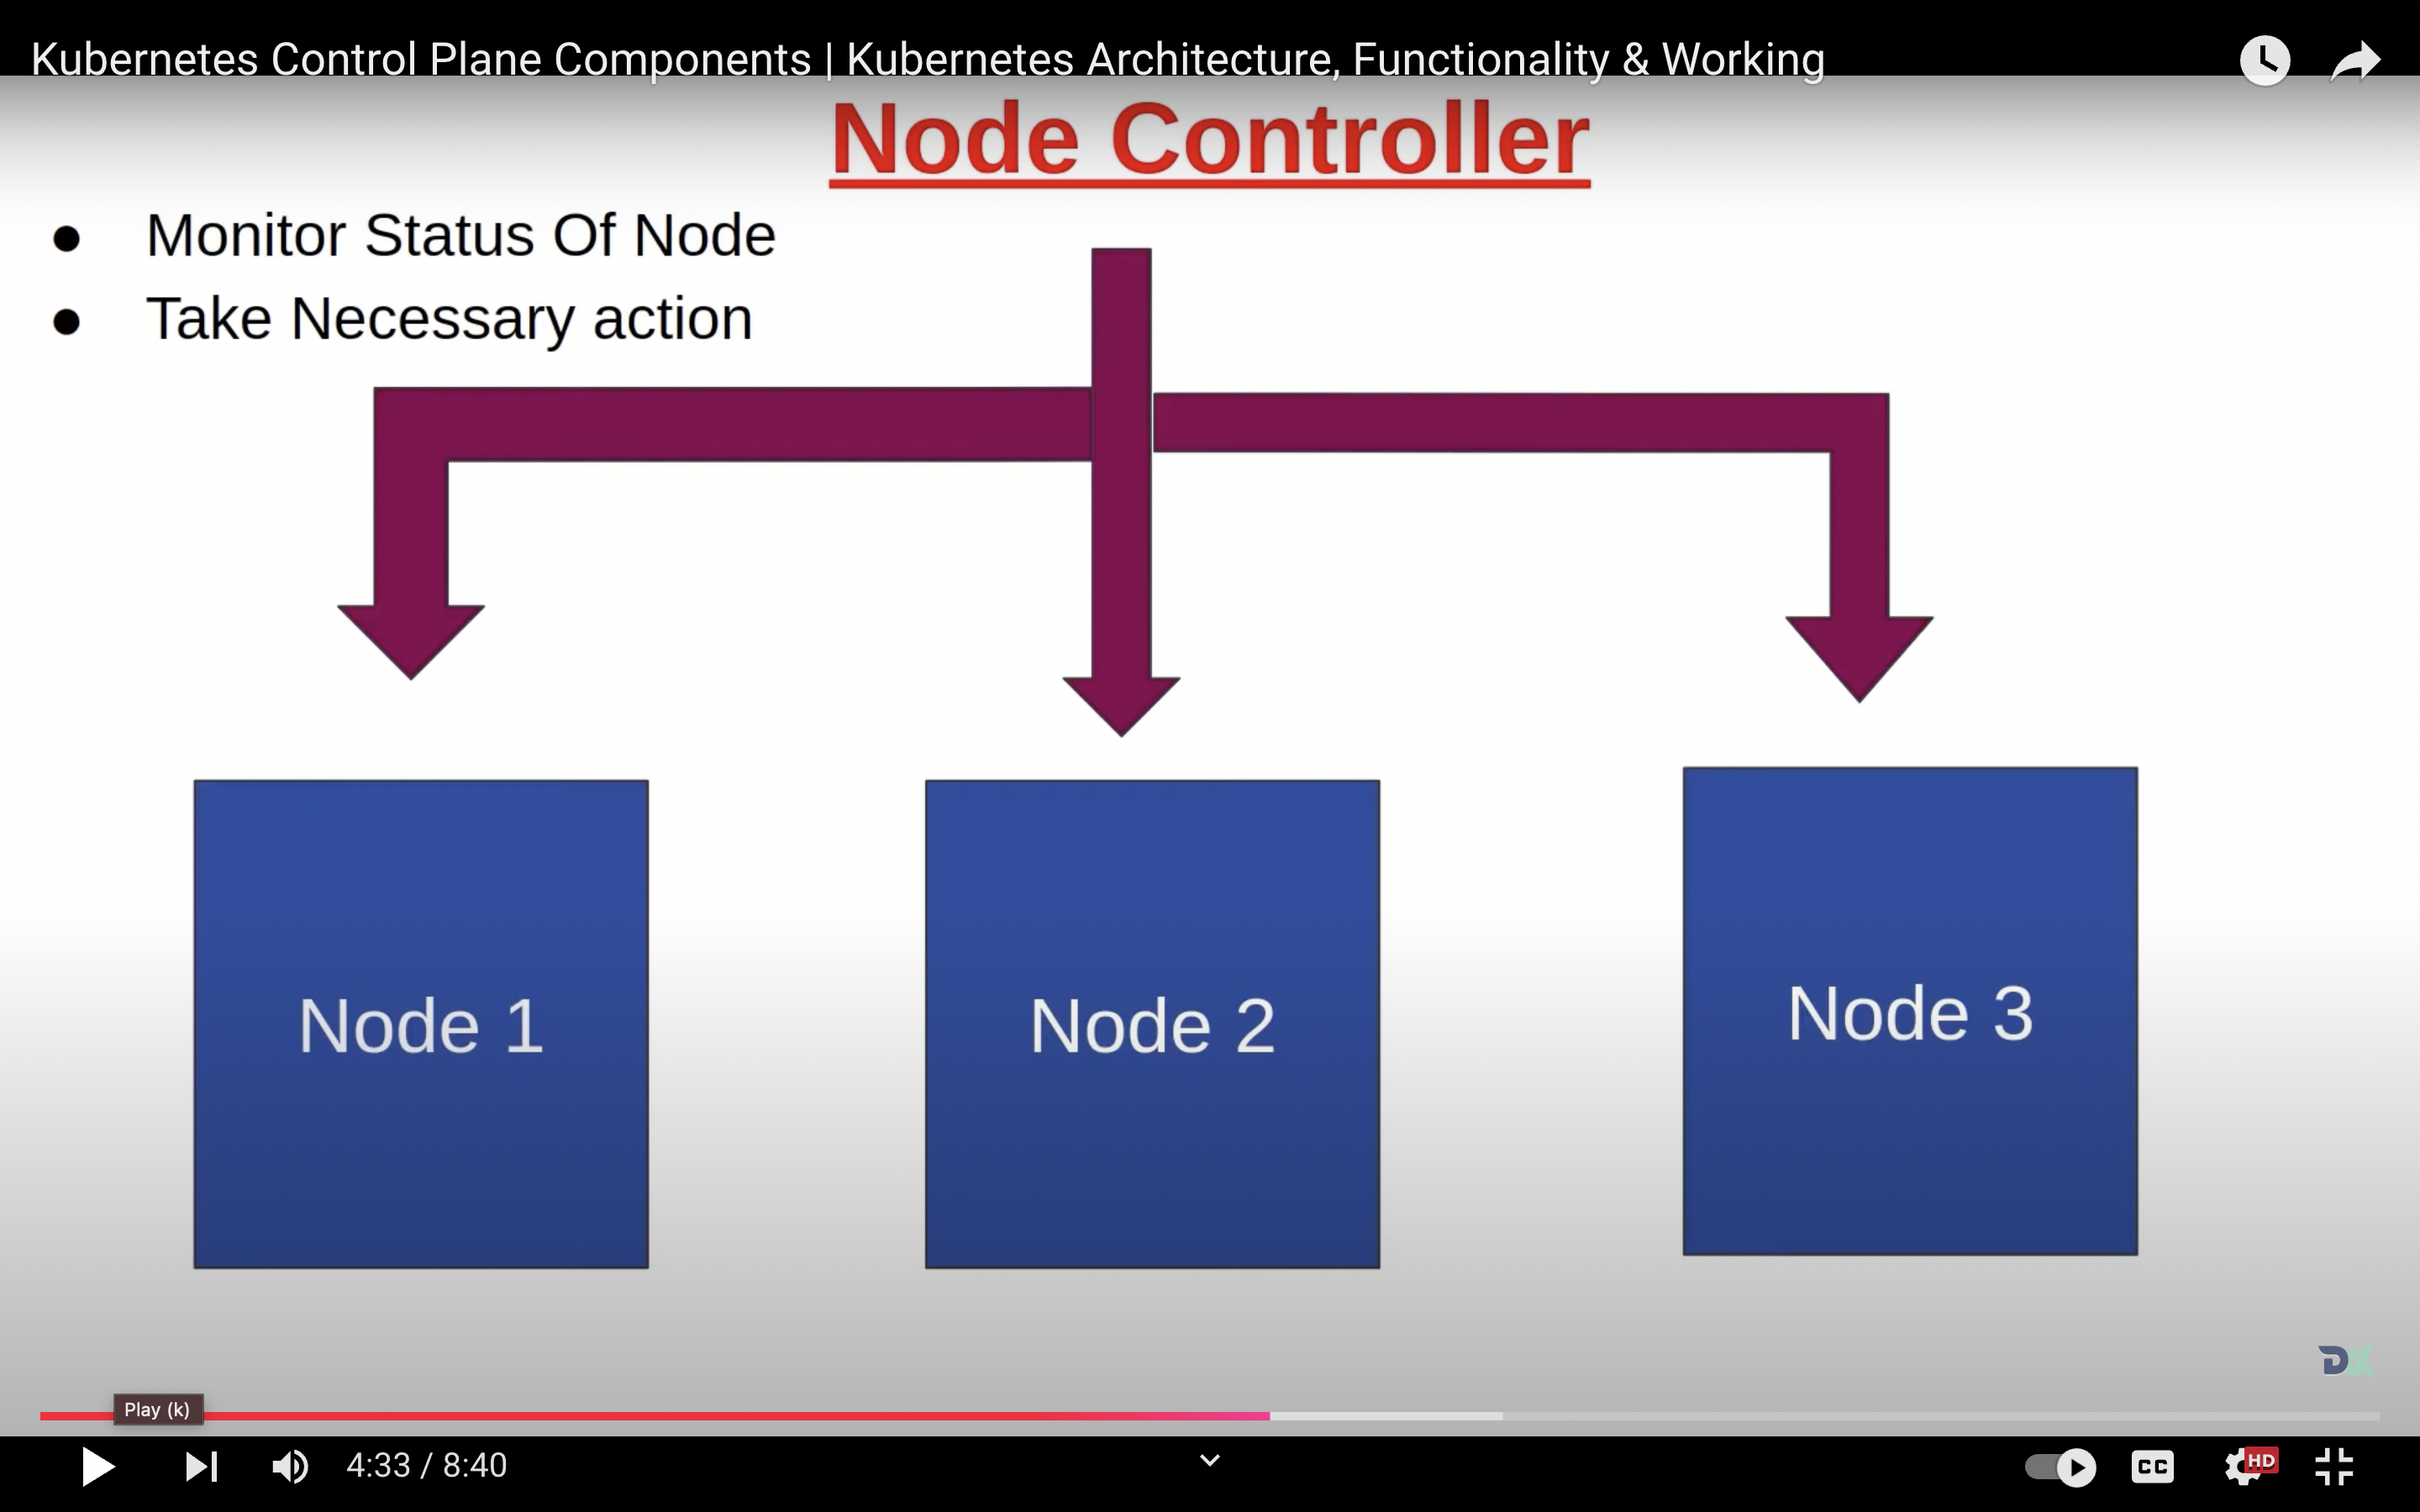 Kubernetes Control Plane Components | Kubernetes Architecture, Functionality & Working
Node Controller
● Monitor Status Of Node
● Take Necessary action
Node 1
Node 2
Node 3
DX
Play (k)
4:33 / 8:40
CC
HD